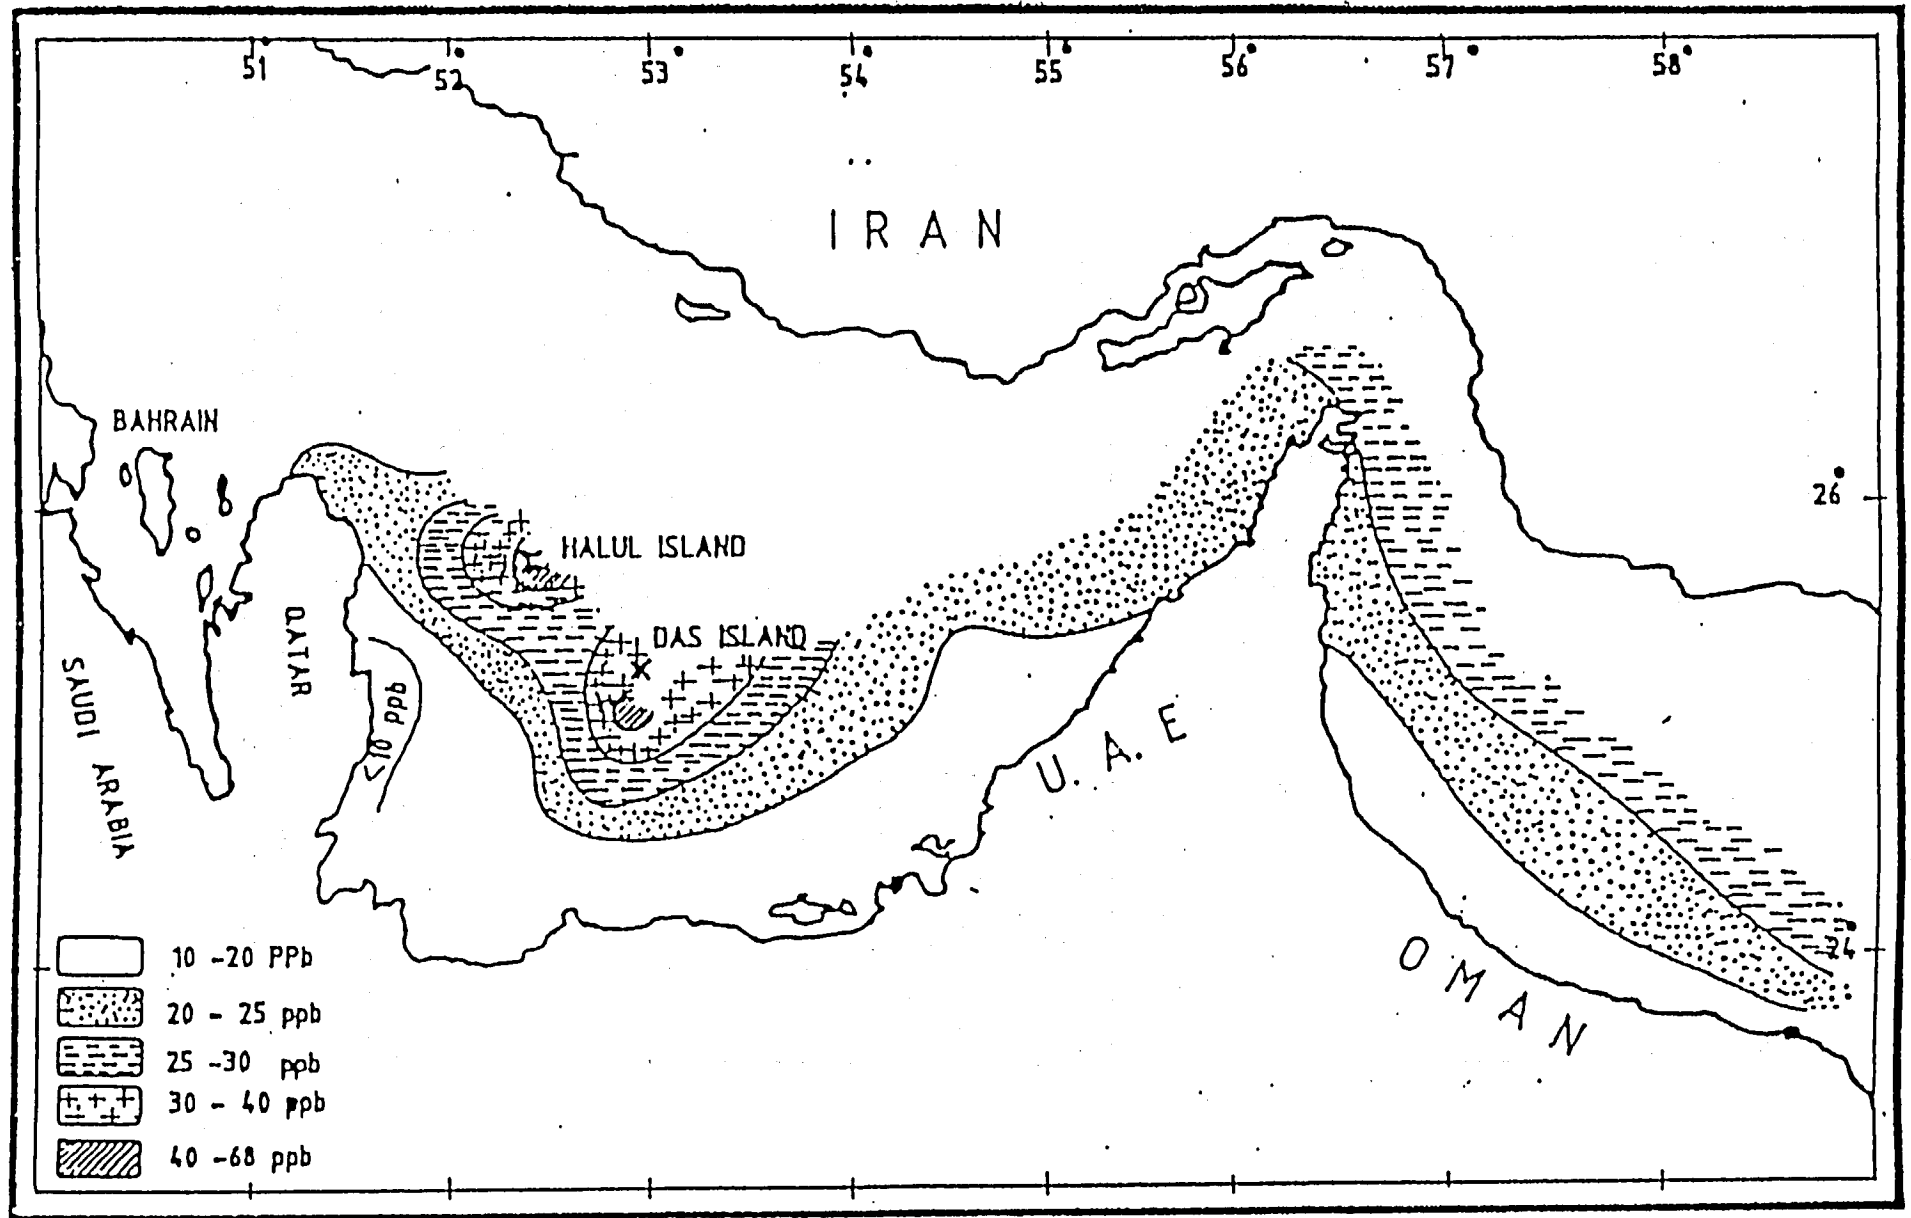 51°
52°
53°
54°
55°
56°
57°
58°
IRAN
BAHRAIN
26°
HALUL ISLAND
DAS ISLAND
QATAR
<10 ppb
SAUDI ARABIA
U.A.E
24°
OMAN
10 -20 PPb
20 - 25 ppb
25 -30 ppb
30 - 40 ppb
40 -68 ppb